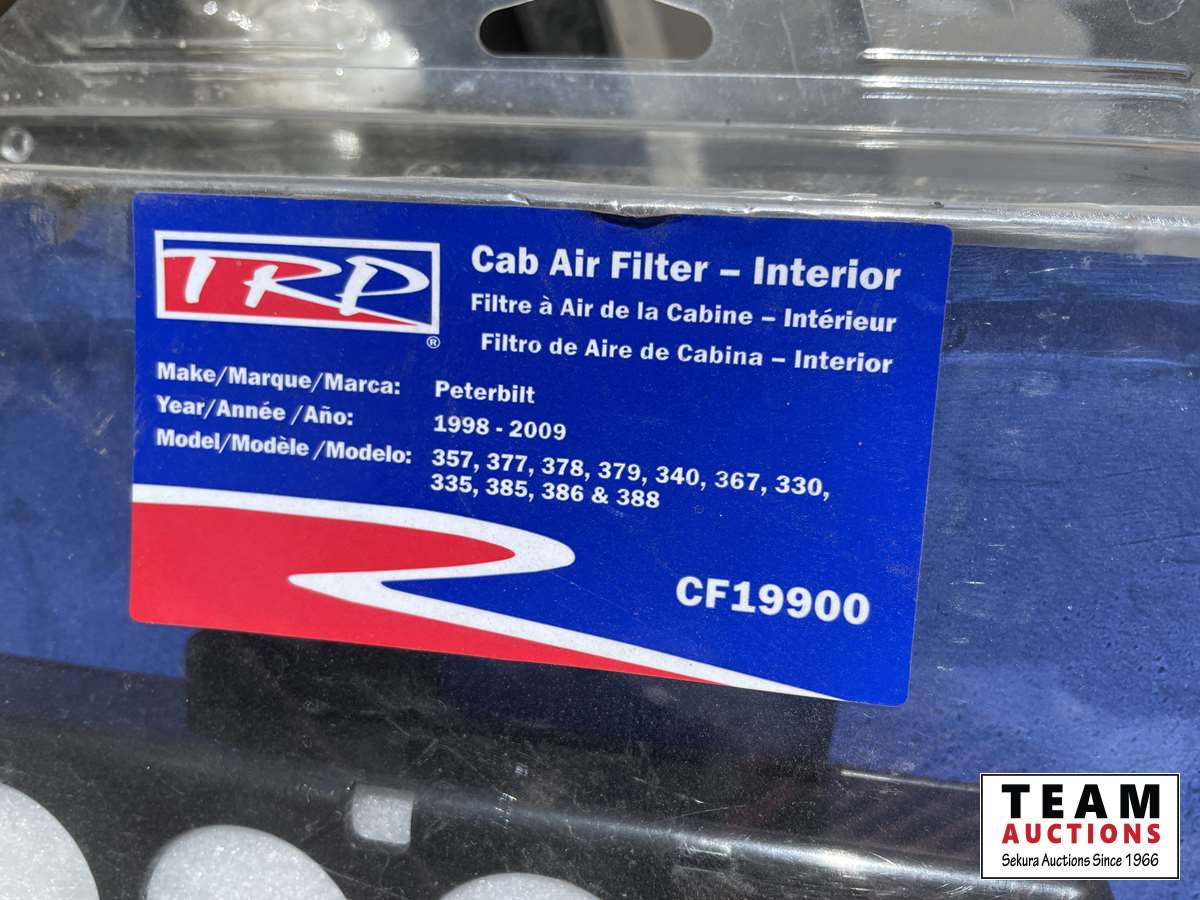 TRP
®
Cab Air Filter – Interior
Filtre à Air de la Cabine – Intérieur
Filtro de Aire de Cabina – Interior
Make/Marque/Marca: Peterbilt
Year/Année /Año: 1998 - 2009
Model/Modèle /Modelo: 357, 377, 378, 379, 340, 367, 330,
335, 385, 386 & 388
CF19900
TEAM
AUCTIONS
Sekura Auctions Since 1966